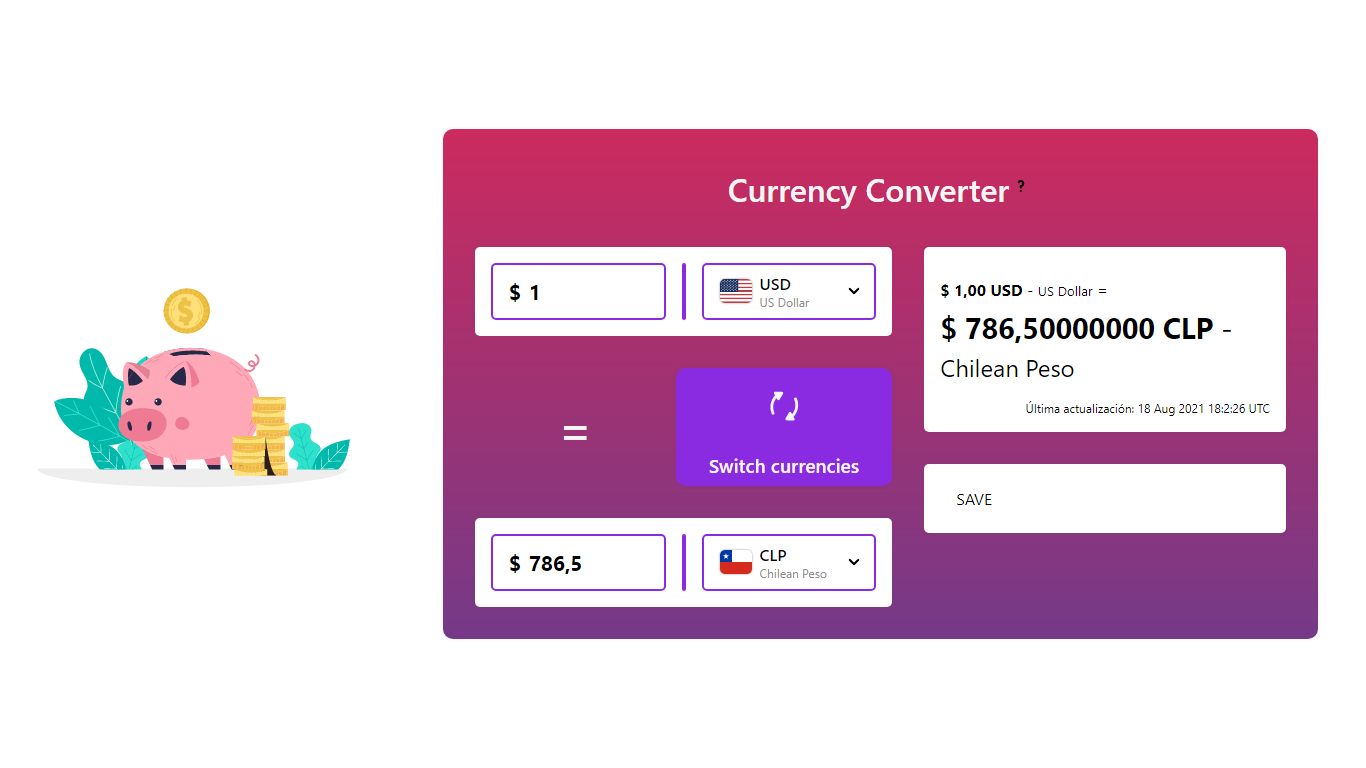 Currency Converter ?
$ 1
USD
US Dollar
=
Switch currencies
$ 786,5
CLP
Chilean Peso
$ 1,00 USD - US Dollar =
$ 786,50000000 CLP -
Chilean Peso
Última actualización: 18 Aug 2021 18:2:26 UTC
SAVE